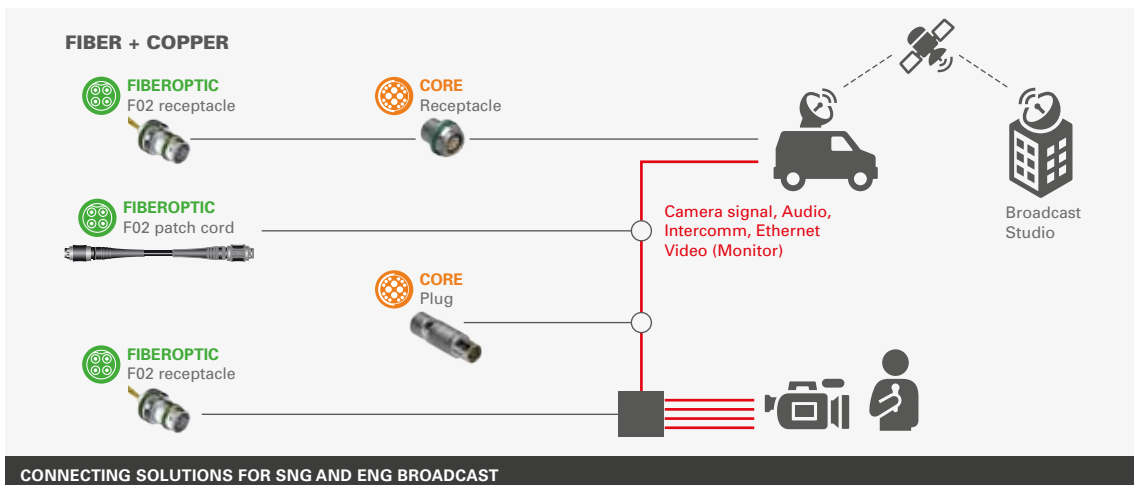 FIBER + COPPER
FIBEROPTIC
F02 receptacle
CORE
Receptacle
FIBEROPTIC
F02 patch cord
Camera signal, Audio,
Intercomm, Ethernet
Video (Monitor)
Broadcast
Studio
CORE
Plug
FIBEROPTIC
F02 receptacle
CONNECTING SOLUTIONS FOR SNG AND ENG BROADCAST